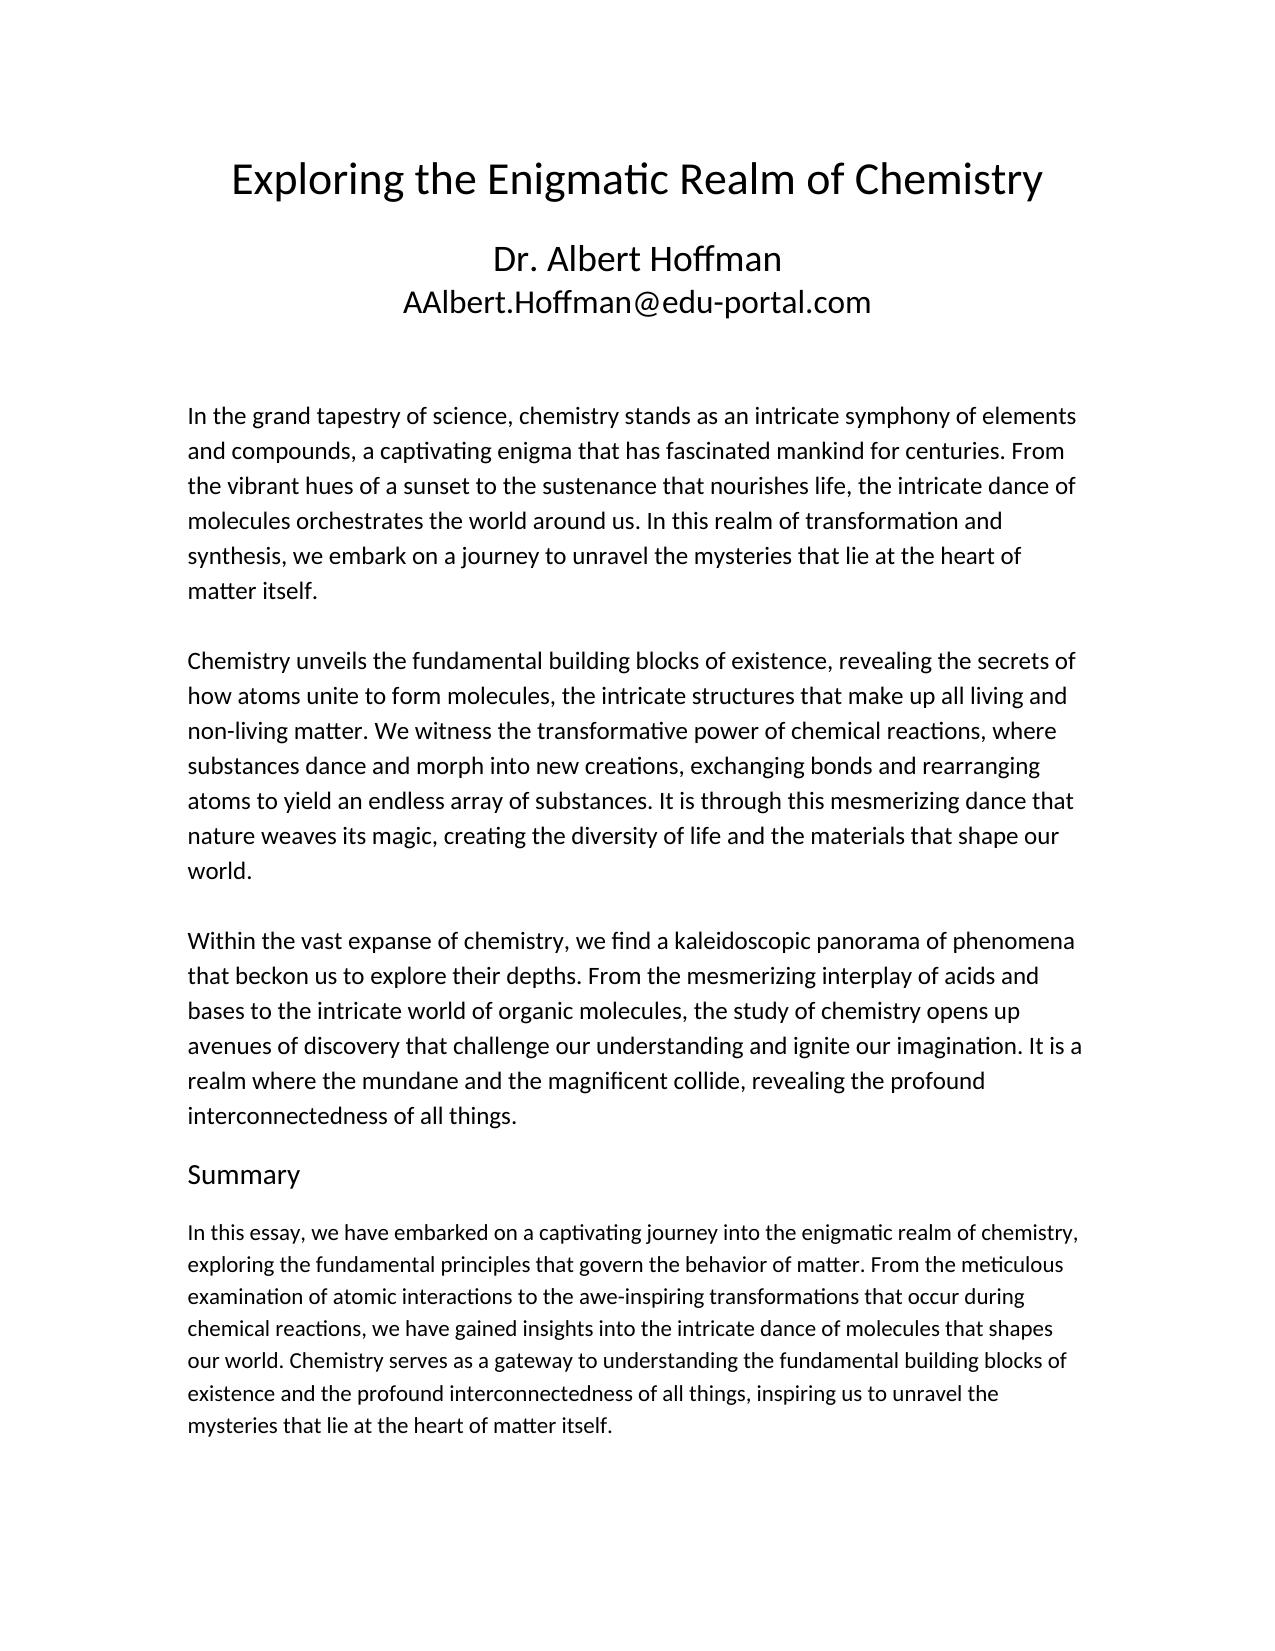 Exploring the Enigmatic Realm of Chemistry
Dr. Albert Hoffman
AAlbert.Hoffman@edu-portal.com
In the grand tapestry of science, chemistry stands as an intricate symphony of elements
and compounds, a captivating enigma that has fascinated mankind for centuries. From
the vibrant hues of a sunset to the sustenance that nourishes life, the intricate dance of
molecules orchestrates the world around us. In this realm of transformation and
synthesis, we embark on a journey to unravel the mysteries that lie at the heart of
matter itself.
Chemistry unveils the fundamental building blocks of existence, revealing the secrets of
how atoms unite to form molecules, the intricate structures that make up all living and
non-living matter. We witness the transformative power of chemical reactions, where
substances dance and morph into new creations, exchanging bonds and rearranging
atoms to yield an endless array of substances. It is through this mesmerizing dance that
nature weaves its magic, creating the diversity of life and the materials that shape our
world.
Within the vast expanse of chemistry, we find a kaleidoscopic panorama of phenomena
that beckon us to explore their depths. From the mesmerizing interplay of acids and
bases to the intricate world of organic molecules, the study of chemistry opens up
avenues of discovery that challenge our understanding and ignite our imagination. It is a
realm where the mundane and the magnificent collide, revealing the profound
interconnectedness of all things.
Summary
In this essay, we have embarked on a captivating journey into the enigmatic realm of chemistry,
exploring the fundamental principles that govern the behavior of matter. From the meticulous
examination of atomic interactions to the awe-inspiring transformations that occur during
chemical reactions, we have gained insights into the intricate dance of molecules that shapes
our world. Chemistry serves as a gateway to understanding the fundamental building blocks of
existence and the profound interconnectedness of all things, inspiring us to unravel the
mysteries that lie at the heart of matter itself.